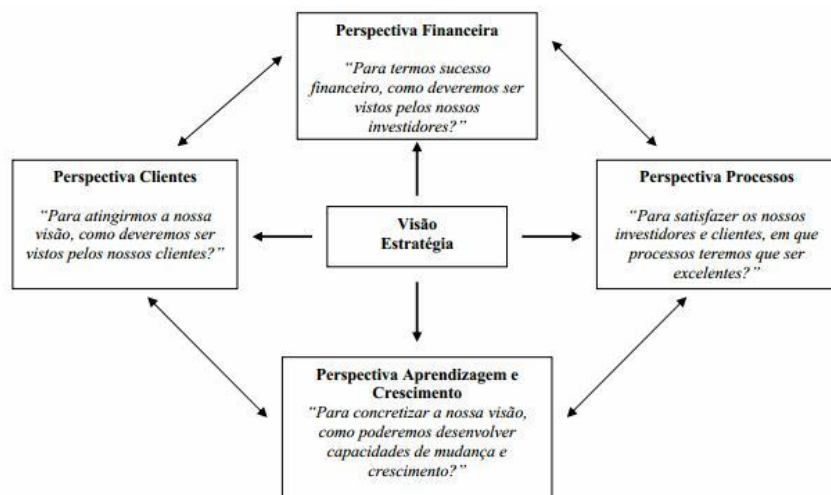 Perspectiva Financeira
“Para termos sucesso
financeiro, como deveremos ser
vistos pelos nossos
investidores?”
Perspectiva Clientes
“Para atingirmos a nossa
visão, como deveremos ser
vistos pelos nossos clientes?”
Visão
Estratégia
Perspectiva Processos
“Para satisfazer os nossos
investidores e clientes, em que
processos teremos que ser
excelentes?”
Perspectiva Aprendizagem e
Crescimento
“Para concretizar a nossa visão,
como poderemos desenvolver
capacidades de mudança e
crescimento?”